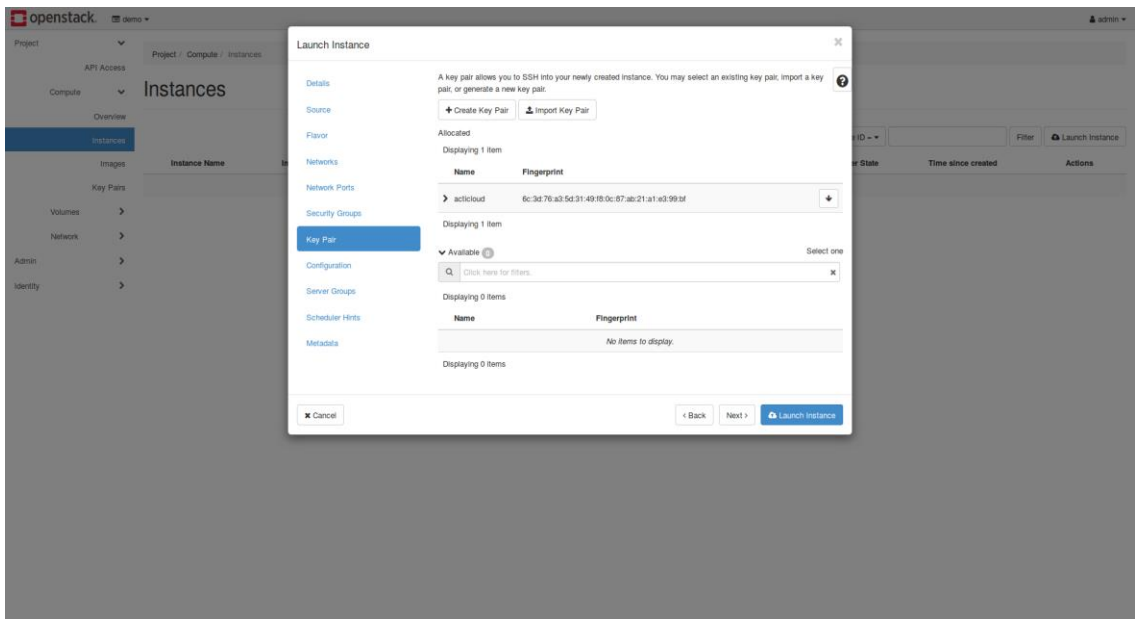 openstack. demo admin
Project
API Access
Compute
Overview
Instances
Images
Key Pairs
Volumes
Network
Admin
Identity
Project / Compute / Instances
Instances
ID = Filter Launch Instance
Instance Name
State Time since created Actions
Launch Instance
Details
Source
Flavor
Networks
Network Ports
Security Groups
Key Pair
Configuration
Server Groups
Scheduler Hints
Metadata
A key pair allows you to SSH into your newly created instance. You may select an existing key pair, import a key
pair, or generate a new key pair.
+ Create Key Pair Import Key Pair
Allocated
Displaying 1 item
Name Fingerprint
acticloud 6c:3d:76:a3:5d:31:49:f8:0c:87:ab:21:a1:e3:99:bf
Displaying 1 item
Available 0 Select one
Click here for filters.
Displaying 0 items
Name Fingerprint
No items to display.
Displaying 0 items
× Cancel < Back Next > Launch Instance